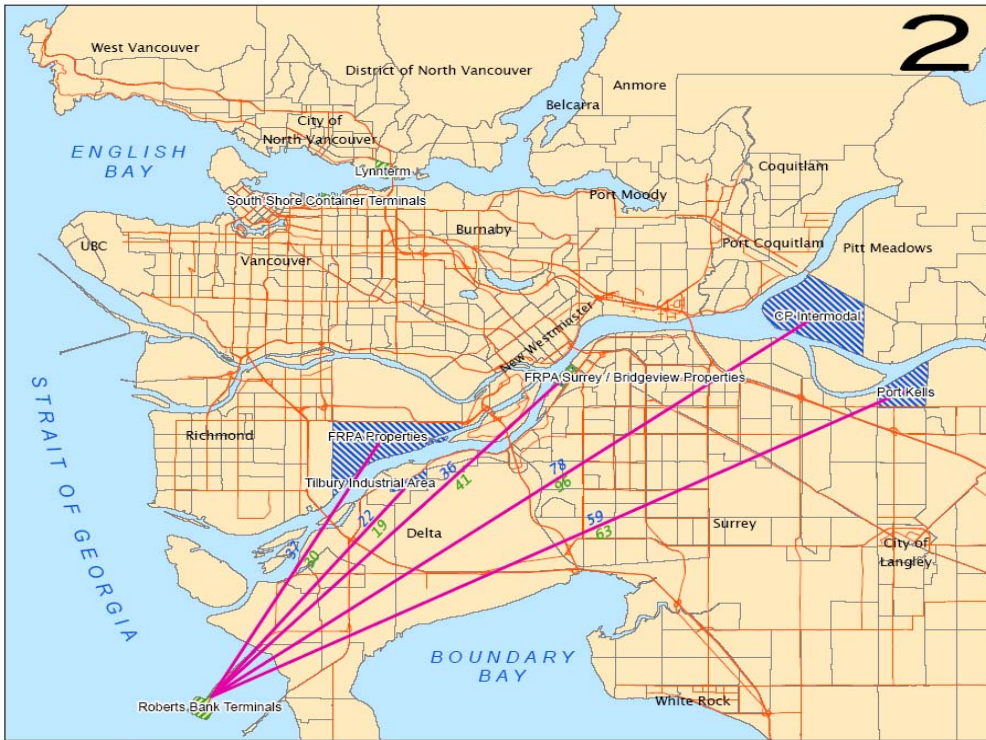 2
West Vancouver
District of North Vancouver
Anmore
Belcarra
City of
North Vancouver
ENGLISH
BAY
Lynnterm
Coquitlam
Port Moody
South Shore Container Terminals
Burnaby
Port Coquitlam
Pitt Meadows
UBC
Vancouver
CP Intermodal
New Westminster
FRPA Surrey / Bridgeview Properties
Port Kells
STRAIT OF GEORGIA
Richmond
FRPA Properties
Tilbury Industrial Area
36
41
78
96
22
19
59
63
Delta
Surrey
City of
Langley
BOUNDARY
BAY
White Rock
Roberts Bank Terminals